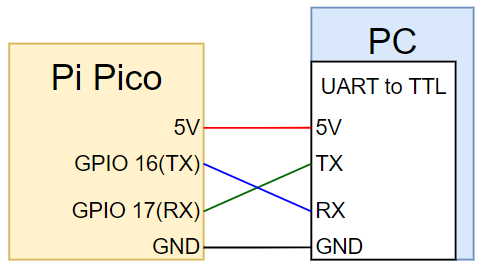 Pi Pico
5V
GPIO 16(TX)
GPIO 17(RX)
GND
PC
UART to TTL
5V
TX
RX
GND